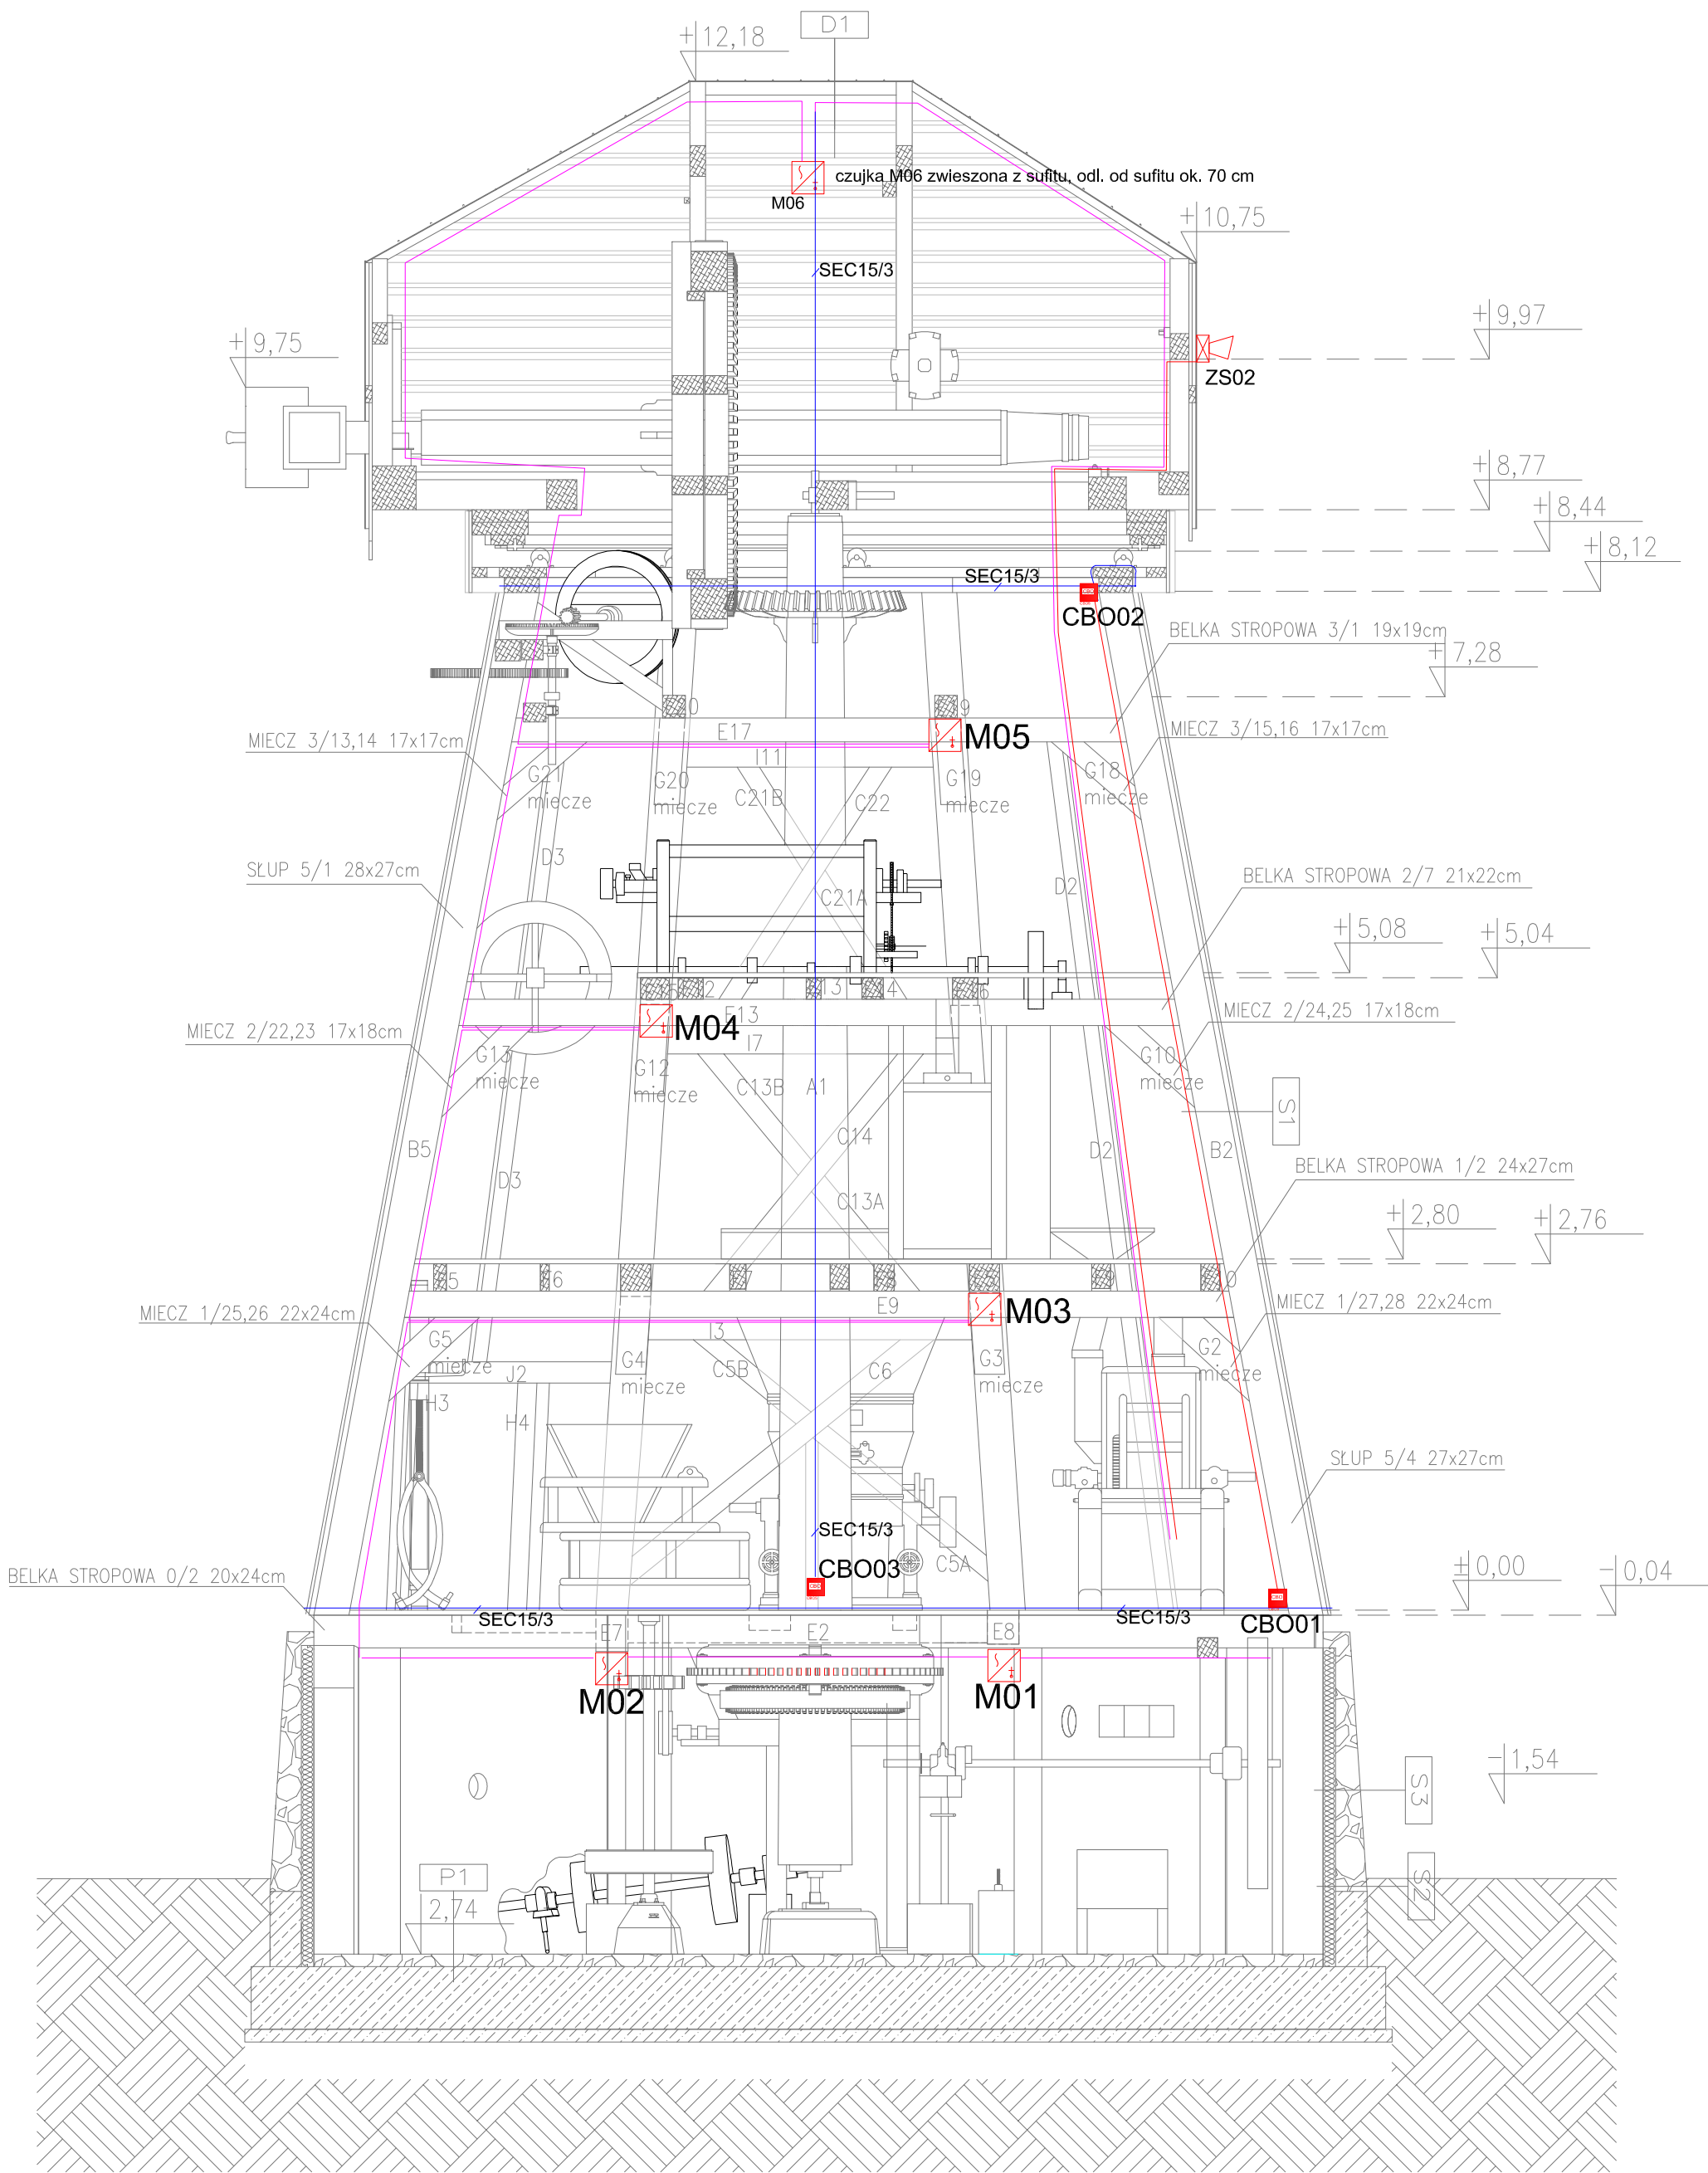 D1
+12,18
czujka M06 zwieszona z sufitu, odl. od sufitu ok. 70 cm
M06
+10,75
SEC15/3
+9,97
+9,75
ZS02
+8,77
+8,44
+8,12
SEC15/3
CBO
CBO02
BELKA STROPOWA 3/1 19x19cm
+7,28
E17
M05
MIECZ 3/13,14 17x17cm
MIECZ 3/15,16 17x17cm
I11
G21
miecze
G20
miecze
G19
miecze
G18
miecze
C21B
C22
D3
SŁUP 5/1 28x27cm
BELKA STROPOWA 2/7 21x22cm
D2
C21A
+5,08
+5,04
E13
M04
MIECZ 2/22,23 17x18cm
MIECZ 2/24,25 17x18cm
I7
G13
miecze
G12
miecze
G10
miecze
C13B
A1
S1
C14
B5
D2
B2
D3
BELKA STROPOWA 1/2 24x27cm
C13A
+2,80
+2,76
E9
M03
MIECZ 1/25,26 22x24cm
MIECZ 1/27,28 22x24cm
I3
G5
miecze
G4
miecze
G3
miecze
G2
miecze
C5B
C6
J2
H3
H4
SŁUP 5/4 27x27cm
SEC15/3
CBO03
C5A
CBO
CBO
BELKA STROPOWA 0/2 20x24cm
±0,00
-0,04
SEC15/3
SEC15/3
CBO01
E7
E2
E8
M02
M01
-1,54
S3
S2
P1
2,74